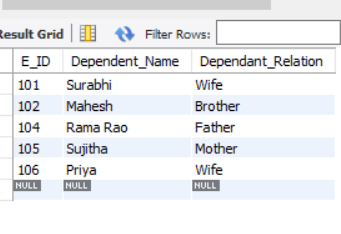 Result Grid Filter Rows:
E_ID Dependent_Name Dependant_Relation
101 Surabhi Wife
102 Mahesh Brother
104 Rama Rao Father
105 Sujitha Mother
106 Priya Wife
NULL NULL NULL